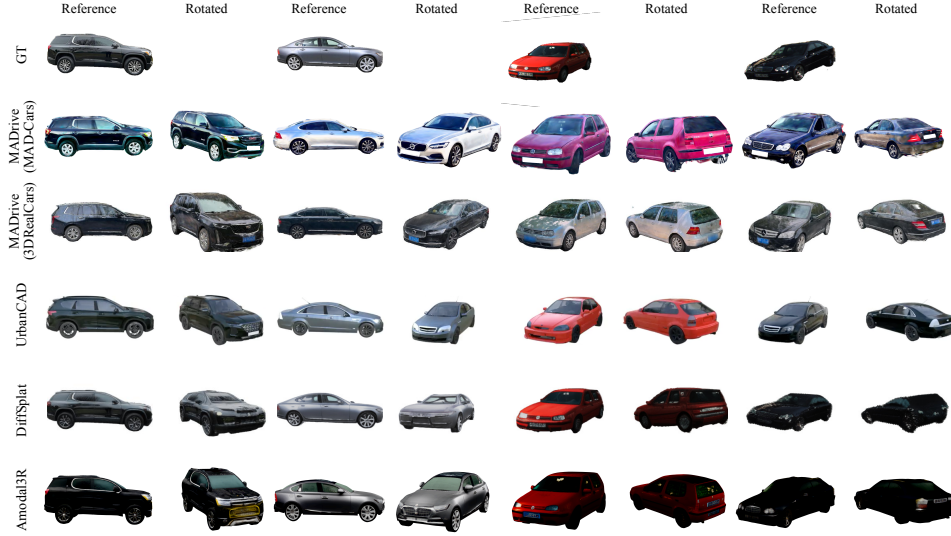 Reference Rotated Reference Rotated Reference Rotated Reference Rotated
GT
MADrive
(MAD-Cars)
MADrive
(3DRealCars)
UrbanCAD
DiffSplat
Amodal3R